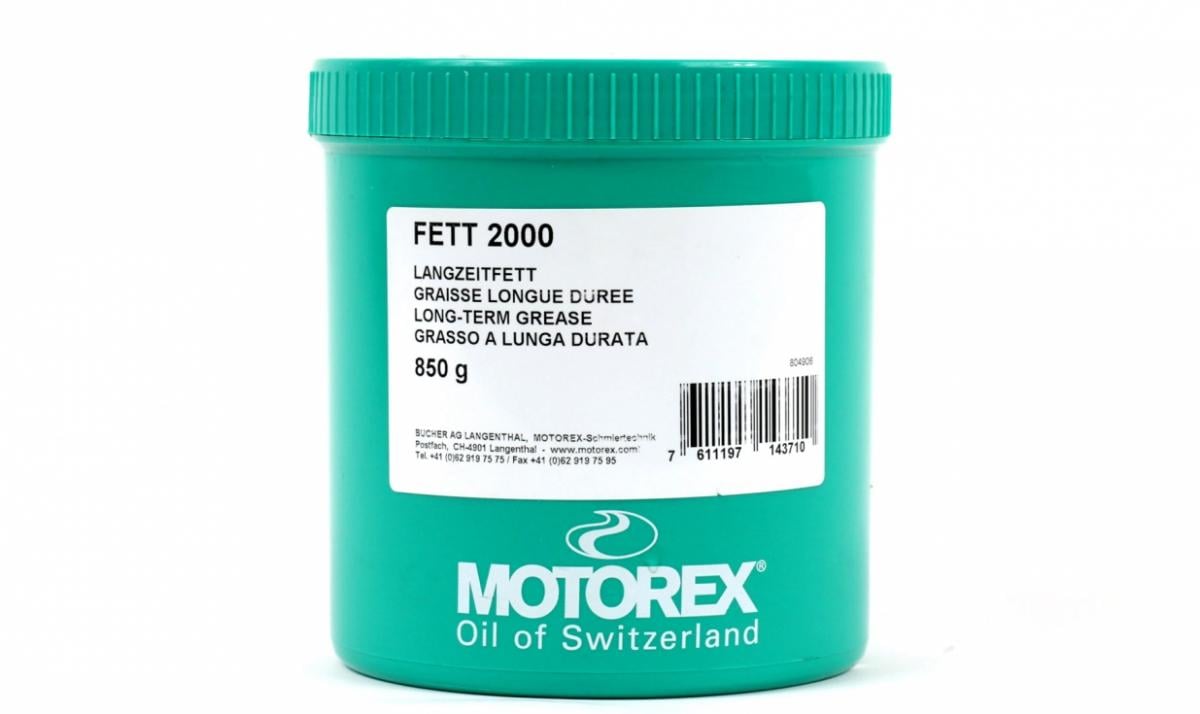 FETT 2000
LANGZEITFETT
GRAISSE LONGUE DUREE
LONG-TERM GREASE
GRASSO A LUNGA DURATA
850 g
804906
BUCHER AG LANGENTHAL, MOTOREX-Schmiertechnik
Postfach, CH-4901 Langenthal - www.motorex.com
Tel. +41 (0)62 919 75 75 / Fax +41 (0)62 919 75 95
7 611197 143710
MOTOREX®
Oil of Switzerland